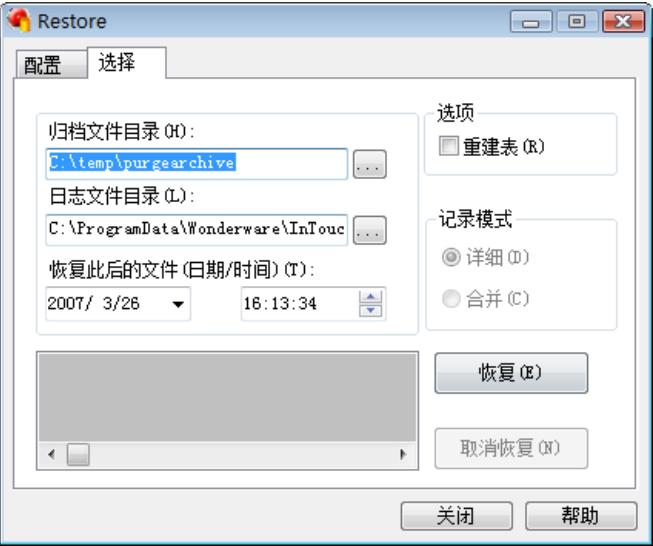 Restore
配置
选择
归档文件目录(H):
C:\temp\purgearchive
...
日志文件目录(L):
C:\ProgramData\Wonderware\InTouc
...
恢复此后的文件(日期/时间)(T):
2007/ 3/26
16:13:34
选项
重建表(R)
记录模式
详细(D)
合并(C)
恢复(E)
取消恢复(N)
关闭
帮助